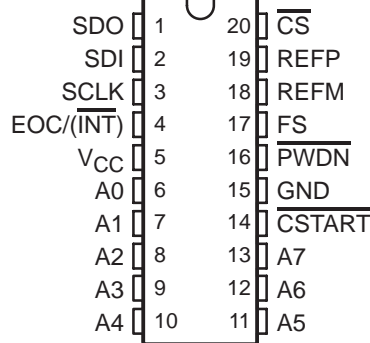 SDO 1 20 CS
SDI 2 19 REFP
SCLK 3 18 REFM
EOC/(INT) 4 17 FS
VCC 5 16 PWDN
A0 6 15 GND
A1 7 14 CSTART
A2 8 13 A7
A3 9 12 A6
A4 10 11 A5